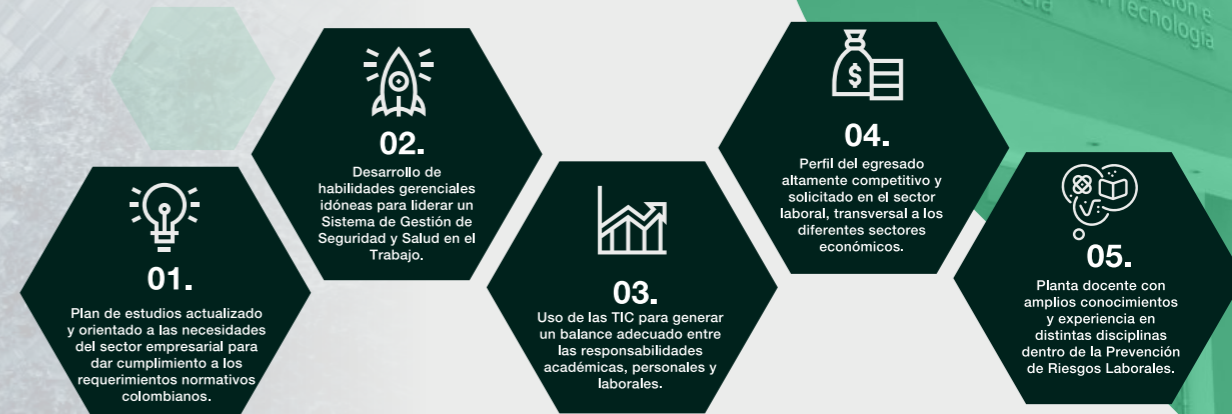 01.
Plan de estudios actualizado
y orientado a las necesidades
del sector empresarial para
dar cumplimiento a los
requerimientos normativos
colombianos.
02.
Desarrollo de
habilidades gerenciales
idóneas para liderar un
Sistema de Gestión de
Seguridad y Salud en el
Trabajo.
03.
Uso de las TIC para generar
un balance adecuado entre
las responsabilidades
académicas, personales y
laborales.
$
04.
Perfil del egresado
altamente competitivo y
solicitado en el sector
laboral, transversal a los
diferentes sectores
económicos.
05.
Planta docente con
amplios conocimientos
y experiencia en
distintas disciplinas
dentro de la Prevención
de Riesgos Laborales.
Tecnología